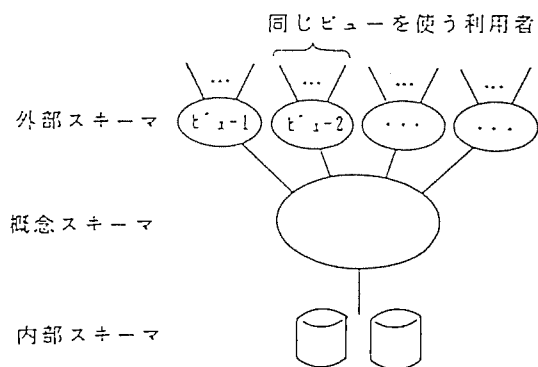 同じビューを使う利用者
... ... ... ...
外部スキーマ ビュー1 ビュー2 ... ...
概念スキーマ
内部スキーマ